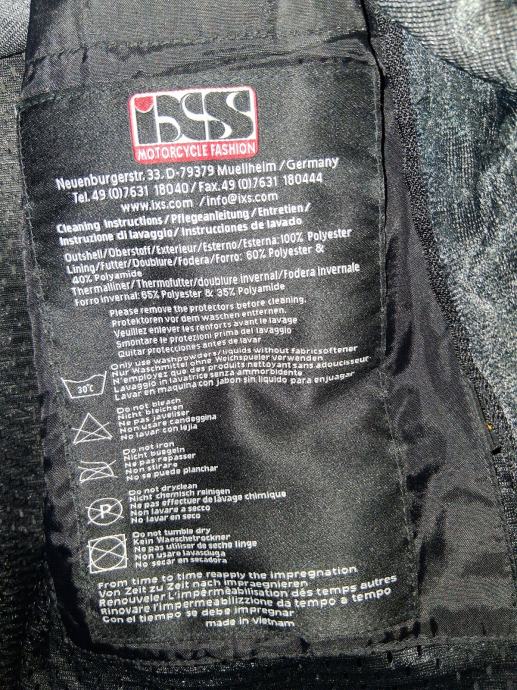 iXS
MOTORCYCLE FASHION
Neuenburgerstr. 33. D-79379 Muellheim/Germany
Tel. 49 (0)7631 18040/Fax. 49 (0)7631 180444
www.ixs.com /info@ixs.com
Cleaning Instructions/Pflegeanleitung/Entretien/
Instruzione di lavaggio/Instrucciones de lavado
Outshell/Oberstoff/Exterieur/Esterno/Esterna:100% Polyester
Lining/Futter/Doublure/Fodera/Forro: 60% Polyester &
40% Polyamide
Thermalliner/Thermofutter/doublure invernal/Fodera Invernale
Forro invernal: 65% Polyester & 35% Polyamide
Please remove the protectors before cleaning.
Protektoren vor dem waschen entfernen.
Veuillez enlever les renforts avant le lavage
Smontare le protezioni prima del lavaggio
Quitar protecciones antes de lavar
Only use washpowders/liquids without fabricsoftener
Nur Waschmittel ohne Weichspueler verwenden
N'employez que des produits nettoyant sans adoucisseur
Lavaggio in lavatrice senza ammorbidente
Lavar en maquina con jabon sin liquido para enjuagar
30°C
Do not bleach
Nicht bleichen
Ne pas javeliser
Non usare candeggina
No lavar con lejia
Do not iron
Nicht buegeln
Ne pas repasser
Non stirare
No se puede planchar
P
Do not dryclean
Nicht chemisch reinigen
Ne pas effectuer de lavage chimique
Non lavare a secco
No lavar en seco
Do not tumble dry
Kein Waeschetrockner
Ne pas utiliser de seche linge
Non usare lavasciuga
No secar en secadora
From time to time reapply the impregnation
Von Zeit zu Zeit nach impraegnieren
Renouveler L'imperméabilisation dés temps autres
Rinovare l'impermeabilizzione da tempo a tempo
Con el tiempo se debe impregnar
made in vietnam